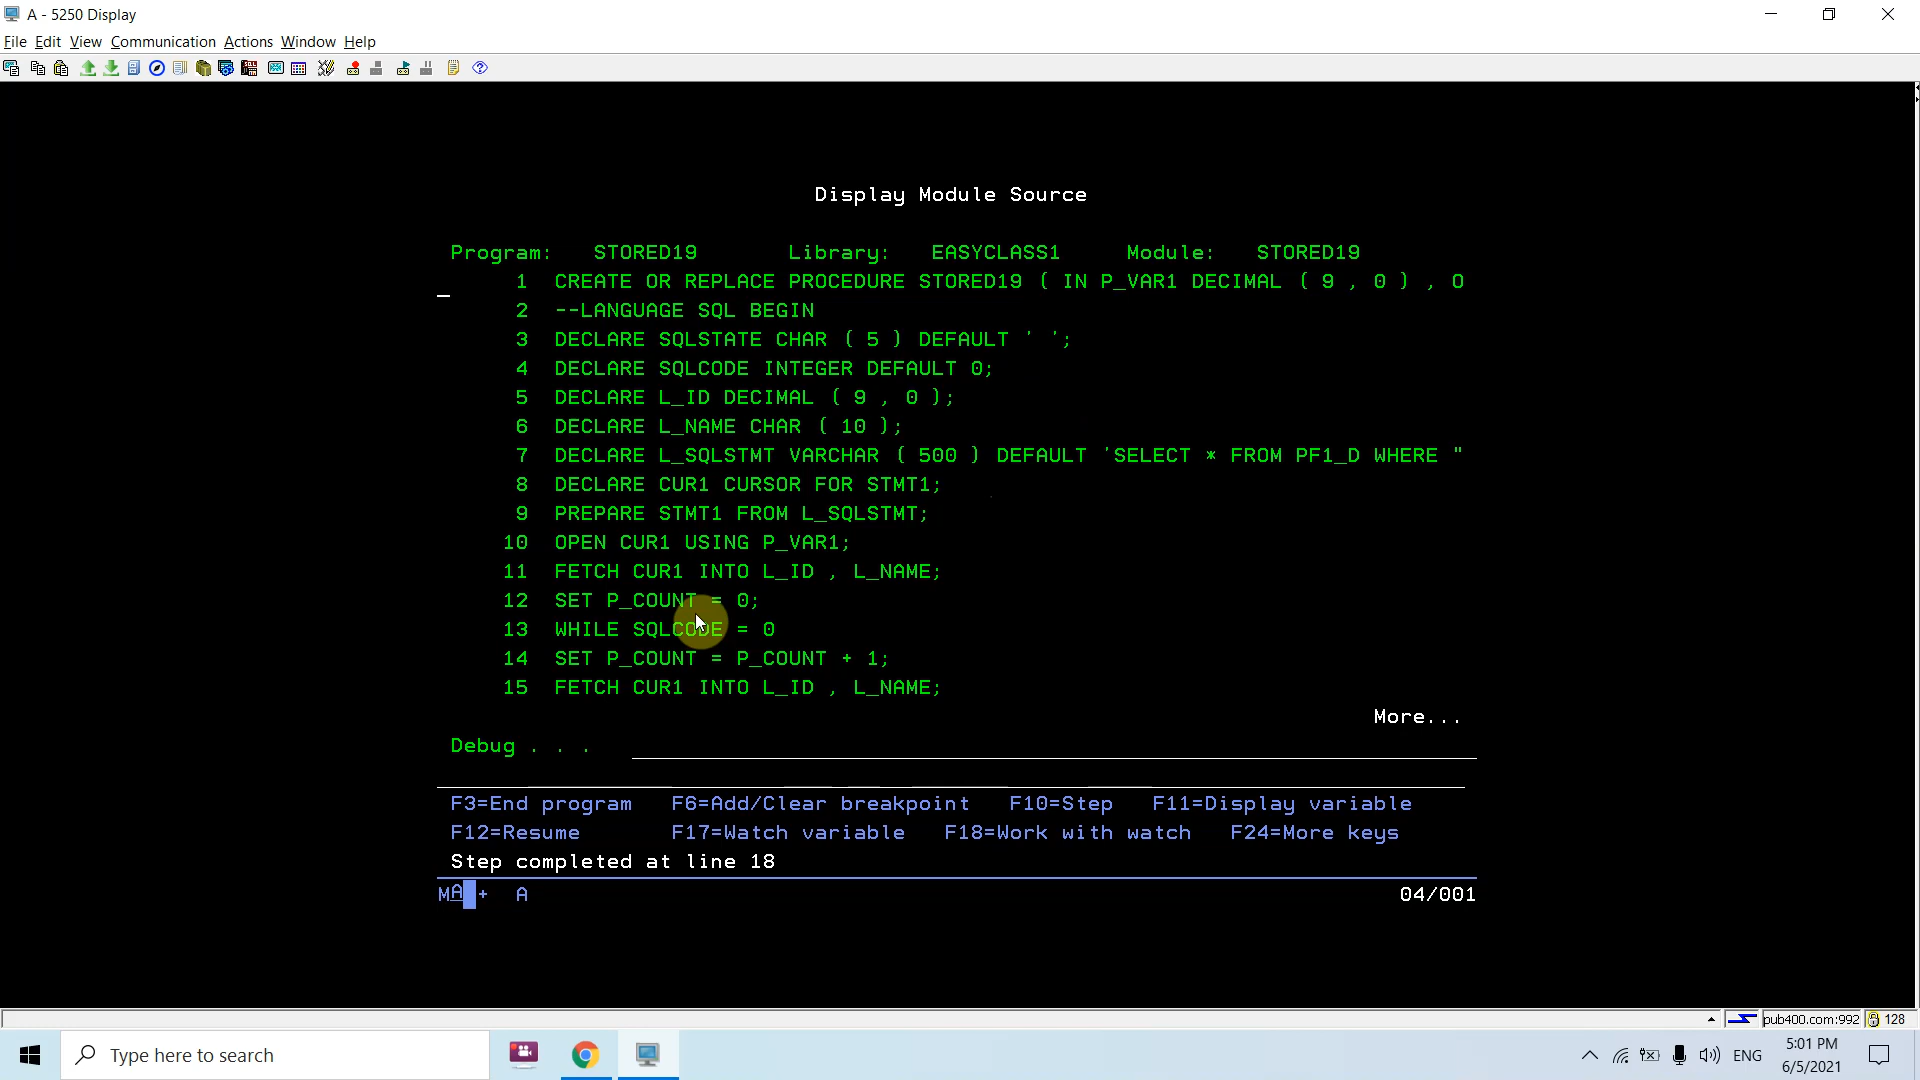 A - 5250 Display
File Edit View Communication Actions Window Help
Display Module Source
Program: STORED19 Library: EASYCLASS1 Module: STORED19
1 CREATE OR REPLACE PROCEDURE STORED19 ( IN P_VAR1 DECIMAL ( 9 , 0 ) , O
2 --LANGUAGE SQL BEGIN
3 DECLARE SQLSTATE CHAR ( 5 ) DEFAULT ' ';
4 DECLARE SQLCODE INTEGER DEFAULT 0;
5 DECLARE L_ID DECIMAL ( 9 , 0 );
6 DECLARE L_NAME CHAR ( 10 );
7 DECLARE L_SQLSTMT VARCHAR ( 500 ) DEFAULT 'SELECT * FROM PF1_D WHERE "
8 DECLARE CUR1 CURSOR FOR STMT1;
9 PREPARE STMT1 FROM L_SQLSTMT;
10 OPEN CUR1 USING P_VAR1;
11 FETCH CUR1 INTO L_ID , L_NAME;
12 SET P_COUNT = 0;
13 WHILE SQLCODE = 0
14 SET P_COUNT = P_COUNT + 1;
15 FETCH CUR1 INTO L_ID , L_NAME;
More...
Debug . . .
F3=End program F6=Add/Clear breakpoint F10=Step F11=Display variable
F12=Resume F17=Watch variable F18=Work with watch F24=More keys
Step completed at line 18
MA + A 04/001
pub400.com:992 128
Type here to search
ENG
5:01 PM
6/5/2021